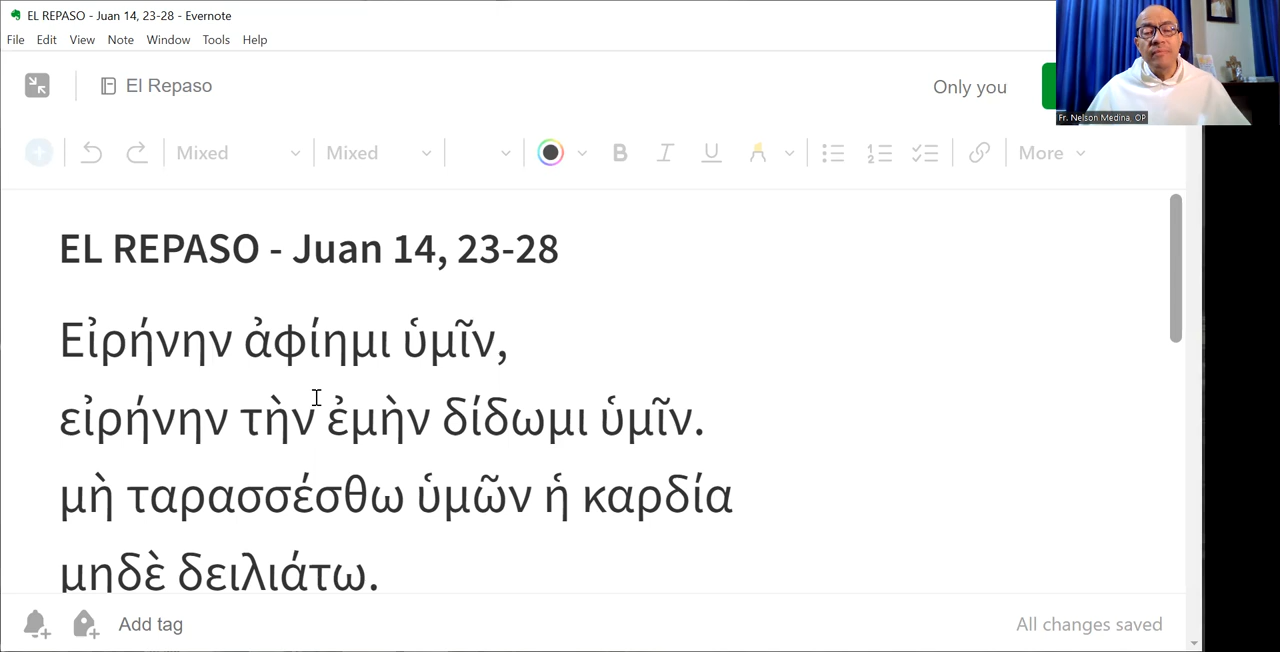 EL REPASO - Juan 14, 23-28 - Evernote
File Edit View Note Window Tools Help
El Repaso
Only you
Fr. Nelson Medina, OP
Mixed Mixed More
EL REPASO - Juan 14, 23-28
Εἰρήνην ἀφίημι ὑμῖν,
εἰρήνην τὴν ἐμὴν δίδωμι ὑμῖν.
μὴ ταρασσέσθω ὑμῶν ἡ καρδία
μηδὲ δειλιάτω.
Add tag
All changes saved